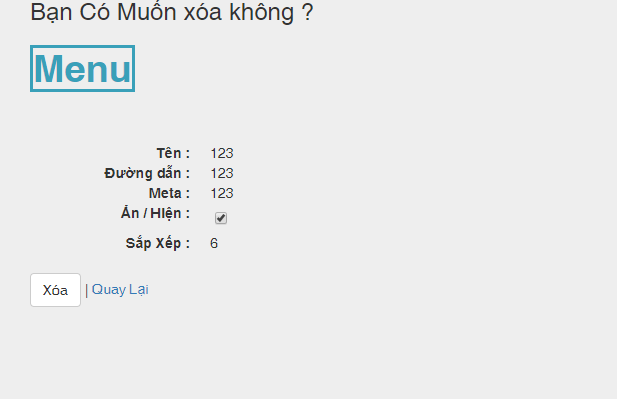 Bạn Có Muốn xóa không ?
Menu
Tên : 123
Đường dẫn : 123
Meta : 123
Ẩn / Hiện :
Sắp Xếp : 6
Xóa | Quay Lại